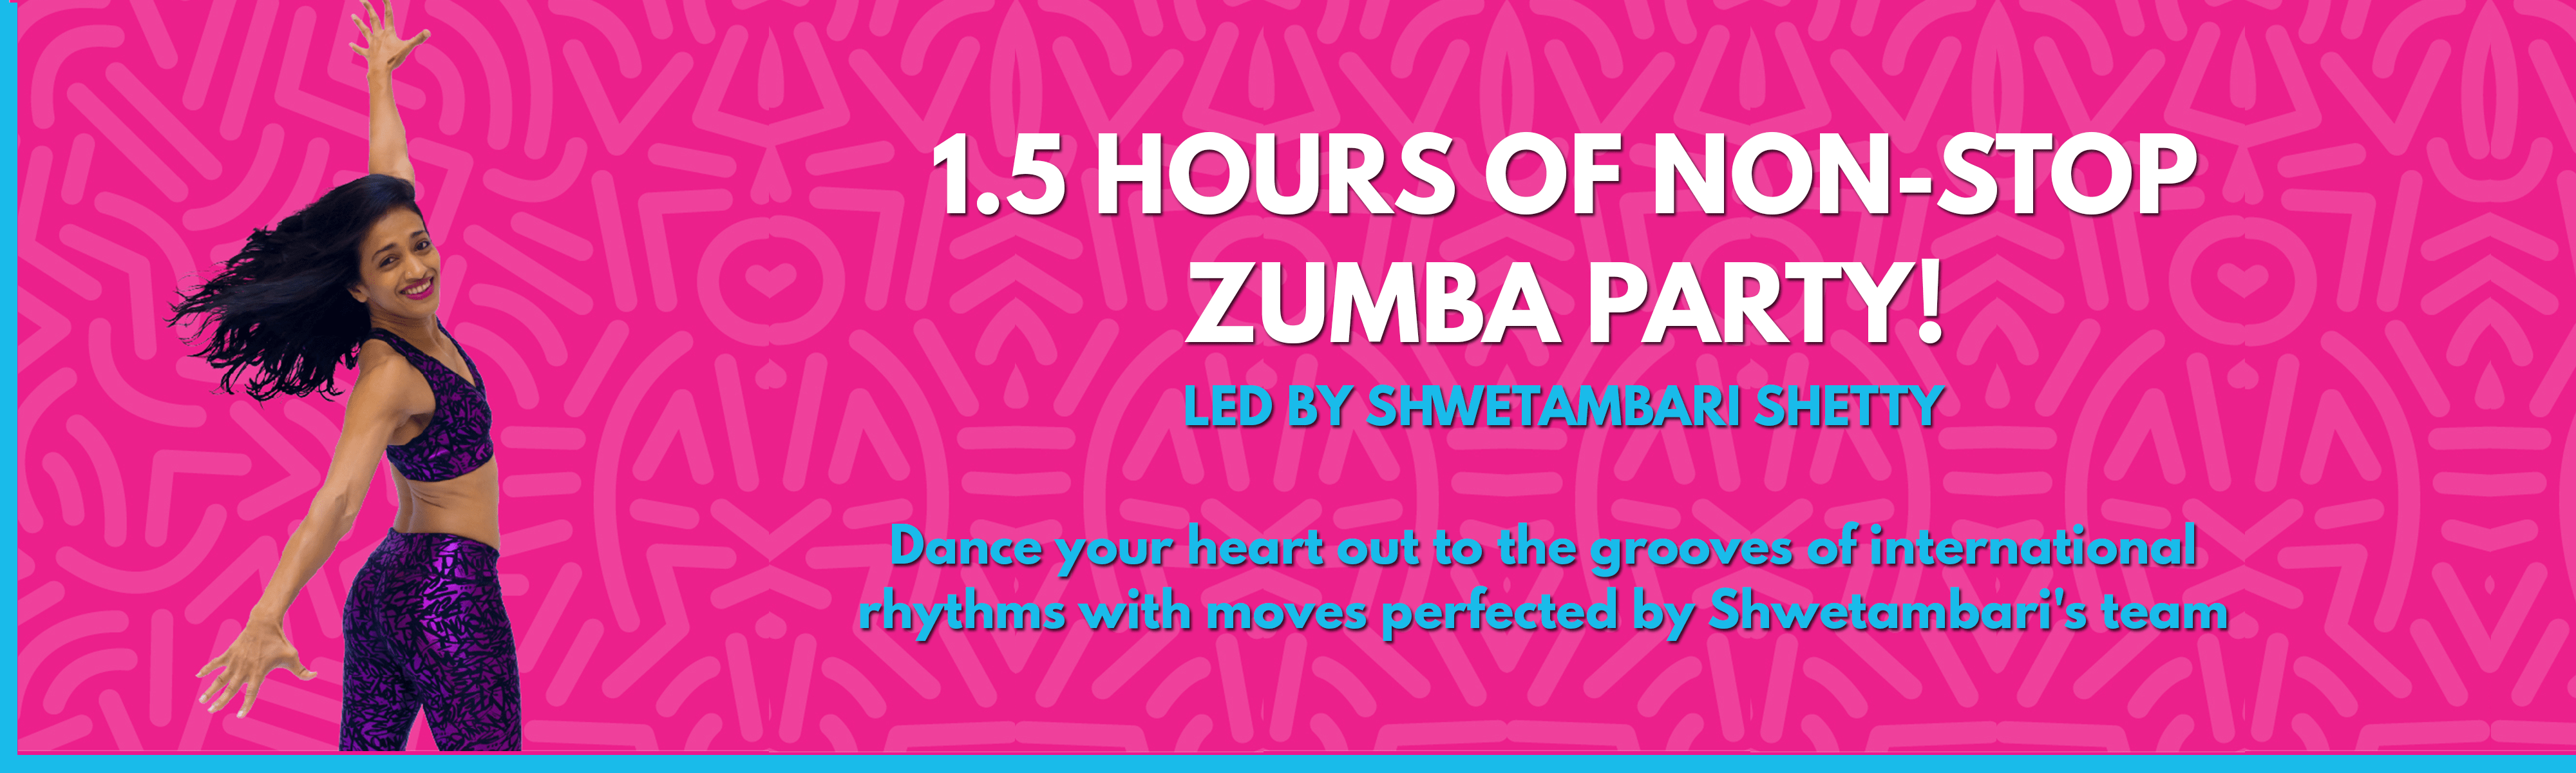 1.5 HOURS OF NON-STOP
ZUMBA PARTY!
LED BY SHWETAMBARI SHETTY
Dance your heart out to the grooves of international
rhythms with moves perfected by Shwetambari's team